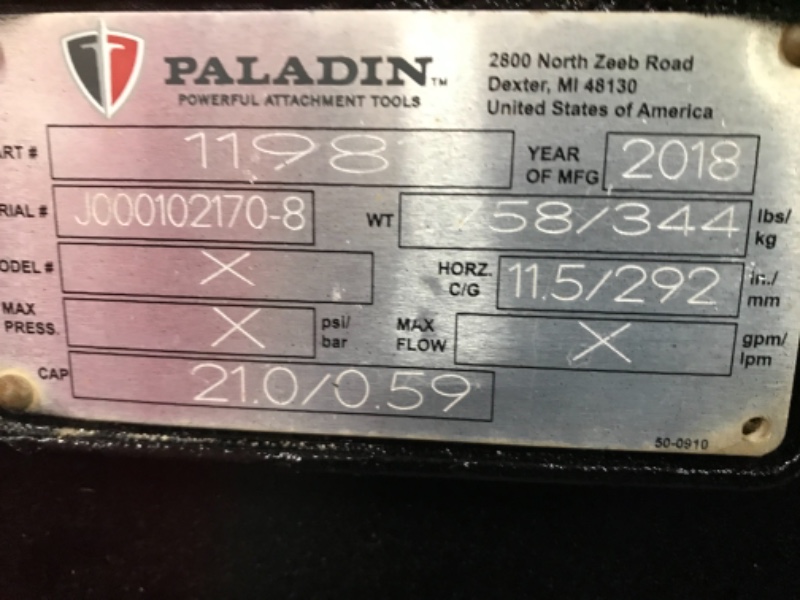 PALADIN™
POWERFUL ATTACHMENT TOOLS
2800 North Zeeb Road
Dexter, MI 48130
United States of America
ART # 1198
YEAR OF MFG 2018
RIAL # J000102170-8
WT 758/344 lbs/kg
ODEL # X
HORZ. C/G 11.5/292 in./mm
MAX PRESS. X psi/bar
MAX FLOW X gpm/lpm
CAP 21.0/0.59
50-0910